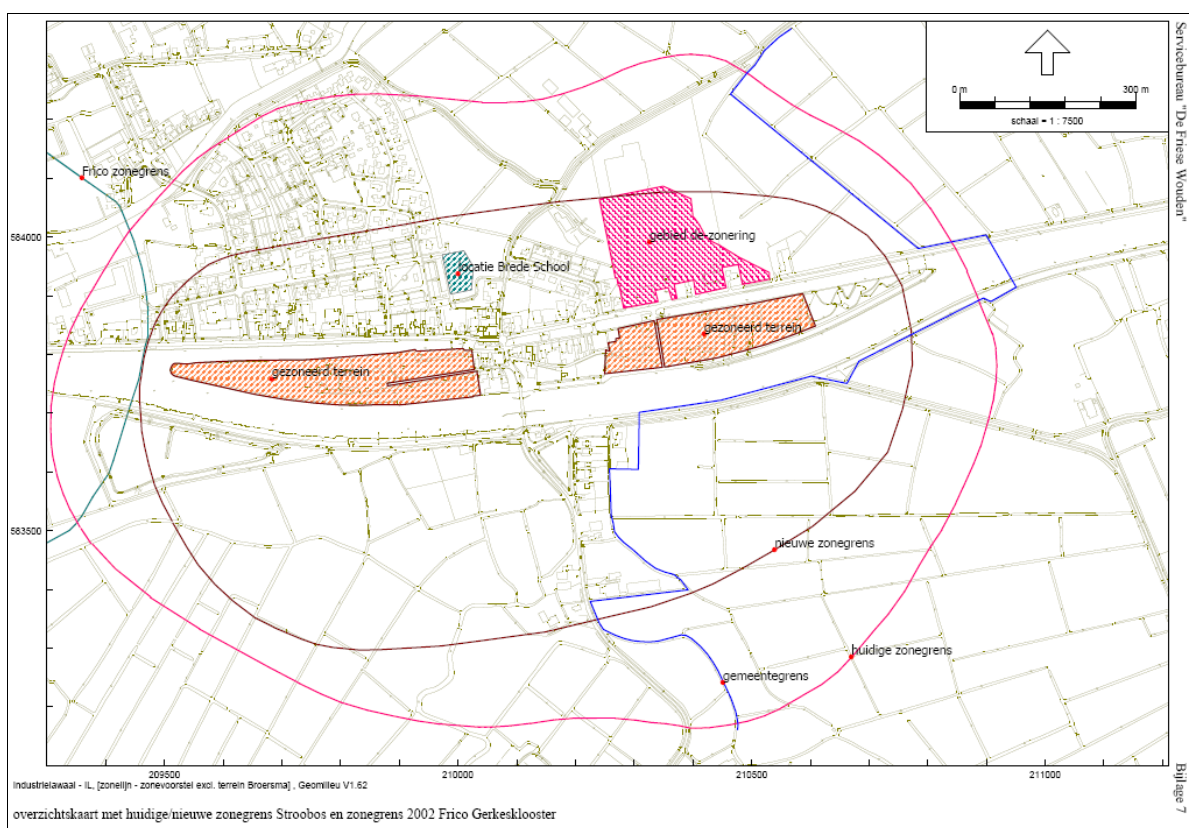 Servicebureau "De Friese Wouden"
0 m 300 m
schaal = 1 : 7500
Frico zonegrens
584000
gebied de-zonering
locatie Brede School
gezoneerd terrein
gezoneerd terrein
583500
nieuwe zonegrens
huidige zonegrens
gemeentegrens
209500 210000 210500 211000
Industrielawaai - IL, [zonelijn - zonevoorstel excl. terrein Broersma] , Geomilieu V1.62
Bijlage 7
overzichtskaart met huidige/nieuwe zonegrens Stroobos en zonegrens 2002 Frico Gerkesklooster